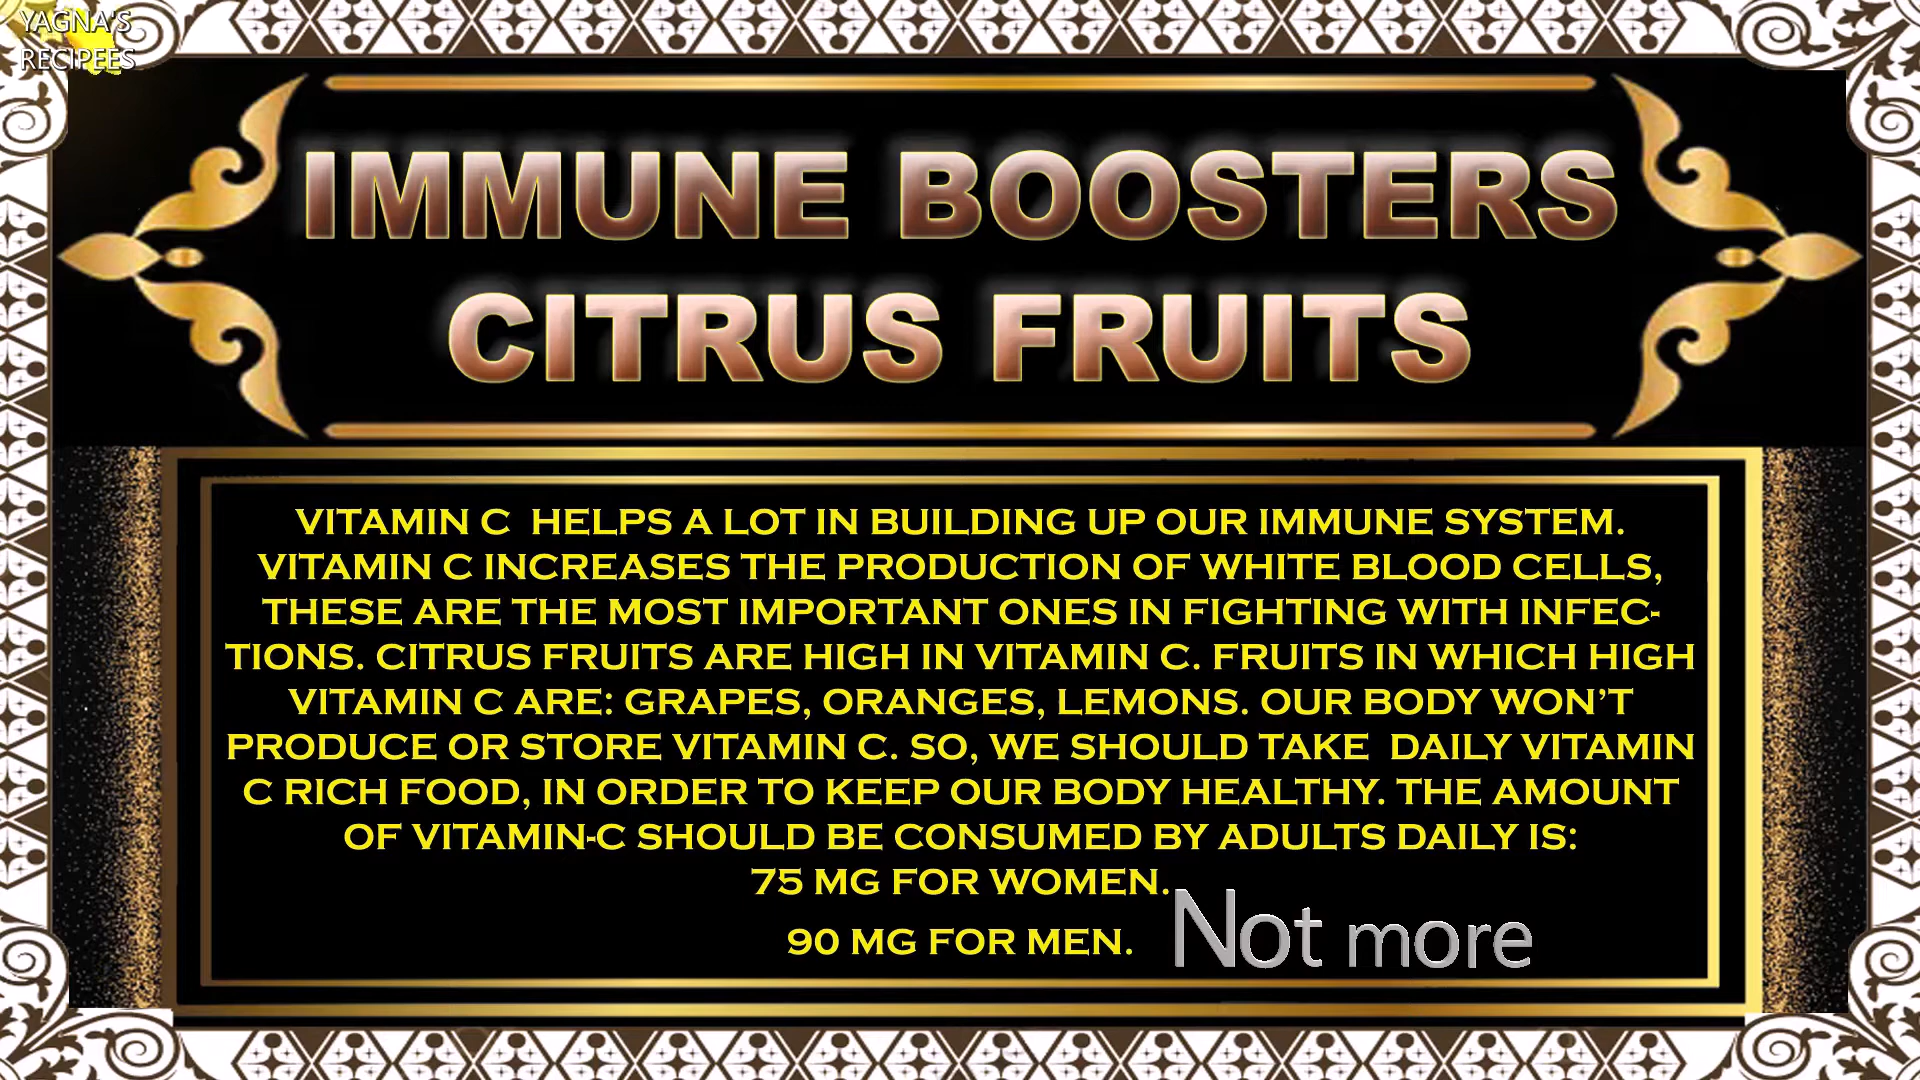 YAGNA'S
RECIPEES
IMMUNE BOOSTERS
CITRUS FRUITS
VITAMIN C  HELPS A LOT IN BUILDING UP OUR IMMUNE SYSTEM.
VITAMIN C INCREASES THE PRODUCTION OF WHITE BLOOD CELLS,
THESE ARE THE MOST IMPORTANT ONES IN FIGHTING WITH INFEC-
TIONS. CITRUS FRUITS ARE HIGH IN VITAMIN C. FRUITS IN WHICH HIGH
VITAMIN C ARE: GRAPES, ORANGES, LEMONS. OUR BODY WON'T
PRODUCE OR STORE VITAMIN C. SO, WE SHOULD TAKE  DAILY VITAMIN
C RICH FOOD, IN ORDER TO KEEP OUR BODY HEALTHY. THE AMOUNT
OF VITAMIN-C SHOULD BE CONSUMED BY ADULTS DAILY IS:
75 MG FOR WOMEN.
90 MG FOR MEN. Not more